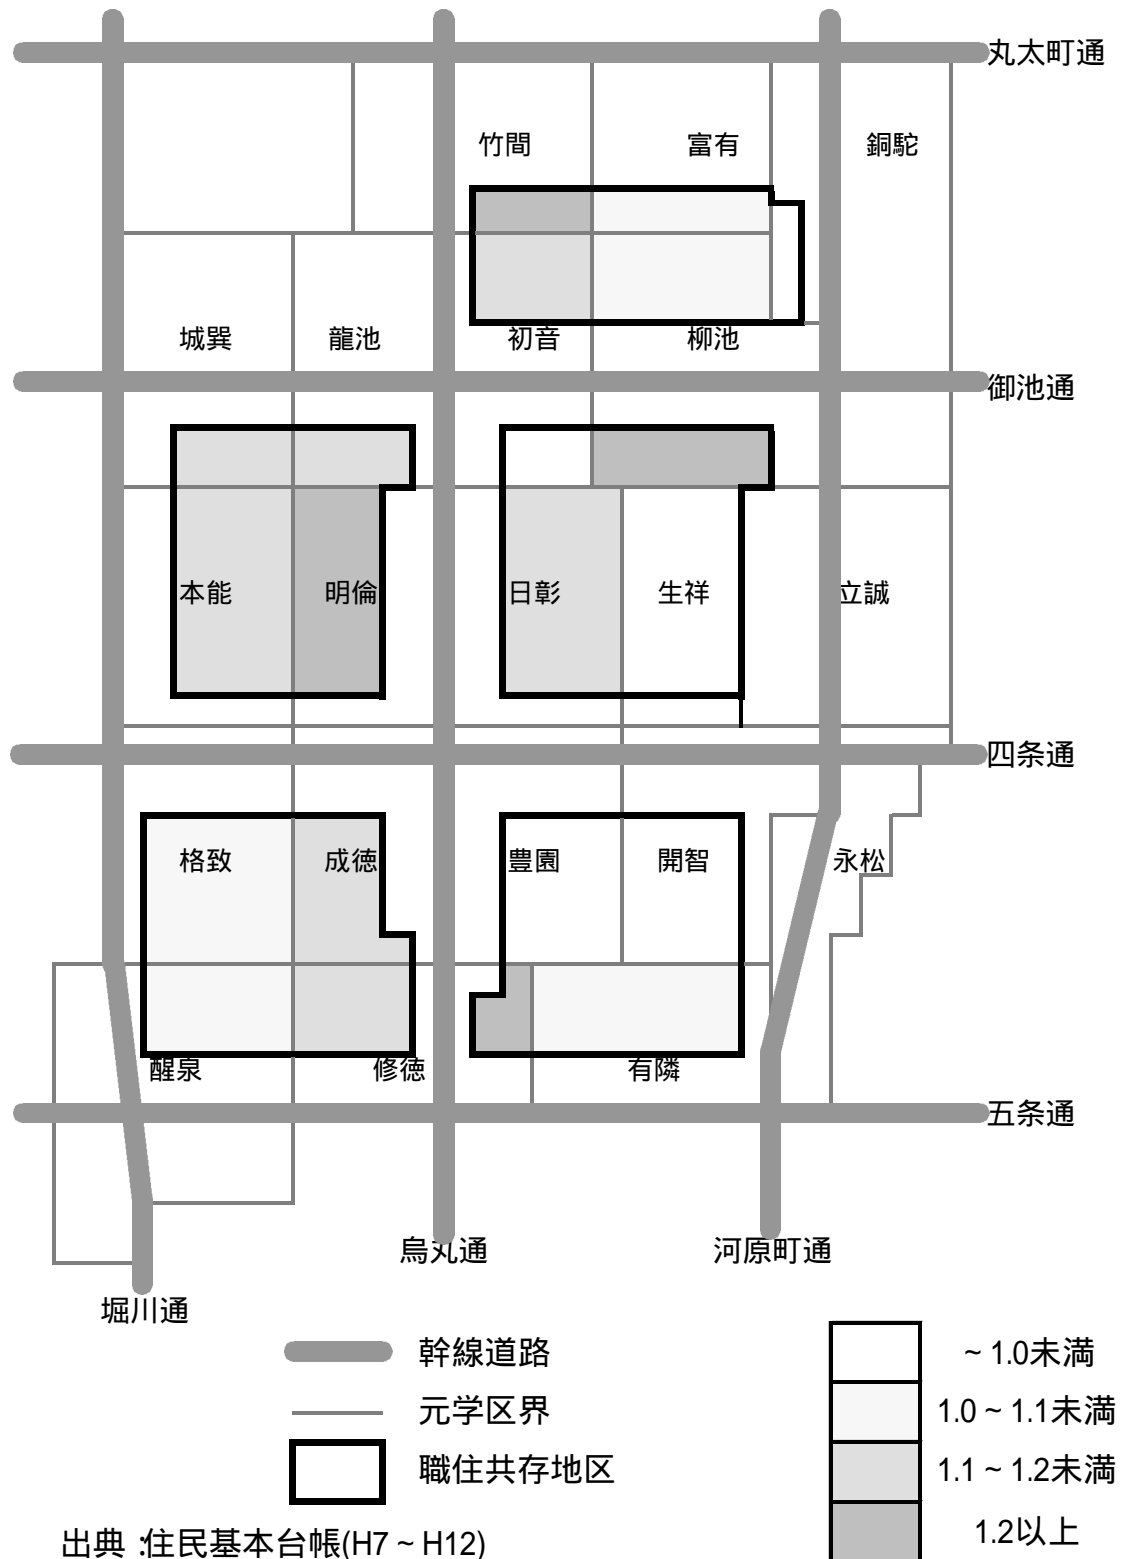 丸太町通
竹間
富有
銅駝
城巽
龍池
初音
柳池
御池通
本能
明倫
日彰
生祥
立誠
四条通
格致
成徳
豊園
開智
永松
醒泉
修徳
有隣
五条通
烏丸通
河原町通
堀川通
幹線道路
元学区界
職住共存地区
~ 1.0未満
1.0 ~ 1.1未満
1.1 ~ 1.2未満
1.2以上
出典 :住民基本台帳(H7 ~ H12)